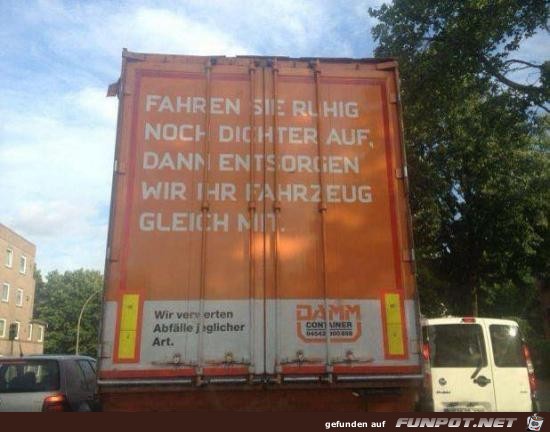 FAHREN SIE RUHIG
NOCH DICHTER AUF,
DANN ENTSORGEN
WIR IHR FAHRZEUG
GLEICH MIT.
Wir verwerten
Abfälle jeglicher
Art.
DAMM
CONTAINER
gefunden auf FUNPOT.NET